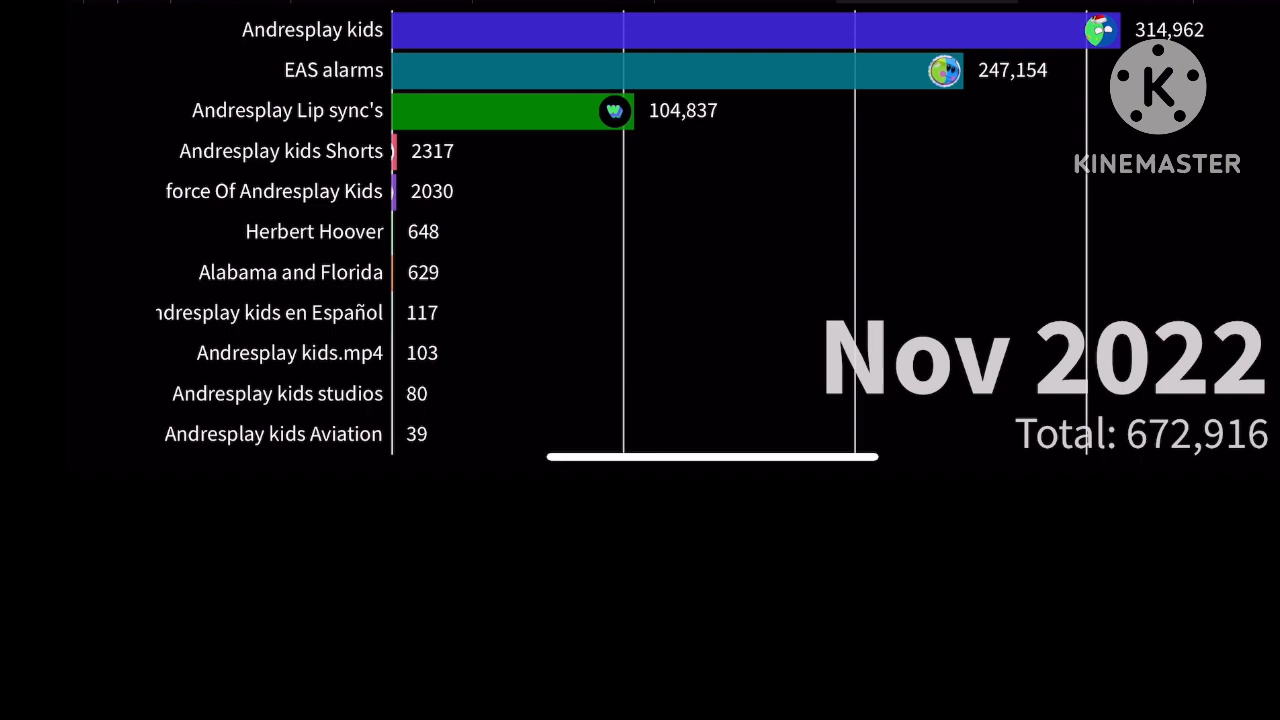 Andresplay kids 314,962
EAS alarms 247,154
Andresplay Lip sync's 104,837
Andresplay kids Shorts 2317
force Of Andresplay Kids 2030
Herbert Hoover 648
Alabama and Florida 629
ndresplay kids en Español 117
Andresplay kids.mp4 103
Andresplay kids studios 80
Andresplay kids Aviation 39
K
KINEMASTER
Nov 2022
Total: 672,916